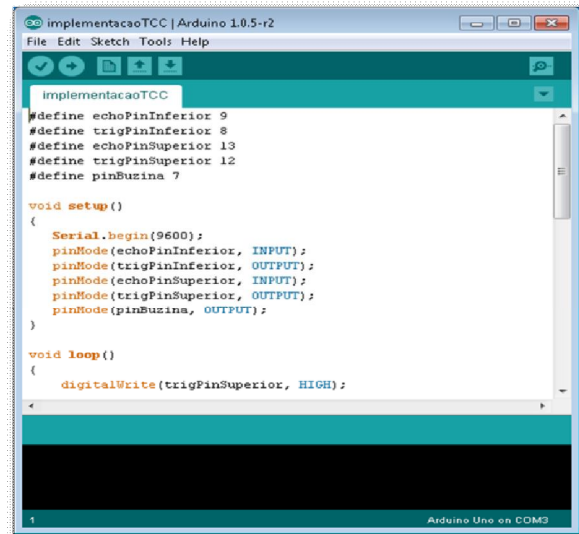 implementacaoTCC | Arduino 1.0.5-r2
File Edit Sketch Tools Help
implementacaoTCC
#define echoPinInferior 9
#define trigPinInferior 8
#define echoPinSuperior 13
#define trigPinSuperior 12
#define pinBuzina 7
void setup()
{
Serial.begin(9600);
pinMode(echoPinInferior, INPUT);
pinMode(trigPinInferior, OUTPUT);
pinMode(echoPinSuperior, INPUT);
pinMode(trigPinSuperior, OUTPUT);
pinMode(pinBuzina, OUTPUT);
}
void loop()
{
digitalWrite(trigPinSuperior, HIGH);
1 Arduino Uno on COM3